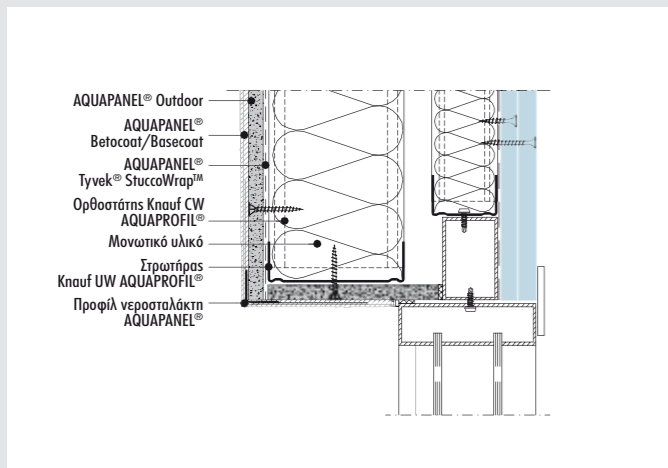 AQUAPANEL® Outdoor
AQUAPANEL®
Betocoat/Basecoat
AQUAPANEL®
Tyvek® StuccoWrap™
Ορθοστάτης Knauf CW
AQUAPROFIL®
Μονωτικό υλικό
Στρωτήρας
Knauf UW AQUAPROFIL®
Προφίλ νεροσταλάκτη
AQUAPANEL®